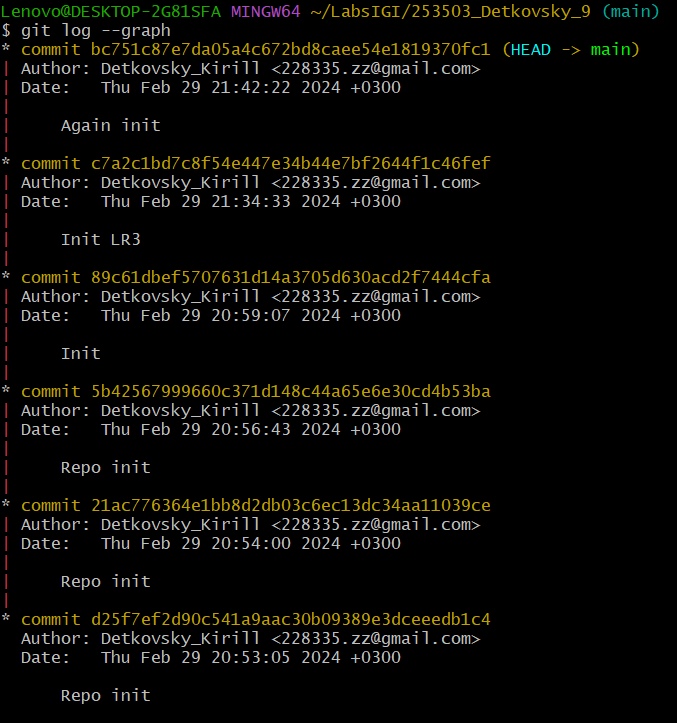 Lenovo@DESKTOP-2G81SFA MINGW64 ~/LabsIGI/253503_Detkovsky_9 (main)
$ git log --graph
* commit bc751c87e7da05a4c672bd8caee54e1819370fc1 (HEAD -> main)
| Author: Detkovsky_Kirill <228335.zz@gmail.com>
| Date:   Thu Feb 29 21:42:22 2024 +0300
|
|     Again init
|
* commit c7a2c1bd7c8f54e447e34b44e7bf2644f1c46fef
| Author: Detkovsky_Kirill <228335.zz@gmail.com>
| Date:   Thu Feb 29 21:34:33 2024 +0300
|
|     Init LR3
|
* commit 89c61dbef5707631d14a3705d630acd2f7444cfa
| Author: Detkovsky_Kirill <228335.zz@gmail.com>
| Date:   Thu Feb 29 20:59:07 2024 +0300
|
|     Init
|
* commit 5b42567999660c371d148c44a65e6e30cd4b53ba
| Author: Detkovsky_Kirill <228335.zz@gmail.com>
| Date:   Thu Feb 29 20:56:43 2024 +0300
|
|     Repo init
|
* commit 21ac776364e1bb8d2db03c6ec13dc34aa11039ce
| Author: Detkovsky_Kirill <228335.zz@gmail.com>
| Date:   Thu Feb 29 20:54:00 2024 +0300
|
|     Repo init
|
* commit d25f7ef2d90c541a9aac30b09389e3dceeedb1c4
  Author: Detkovsky_Kirill <228335.zz@gmail.com>
  Date:   Thu Feb 29 20:53:05 2024 +0300

      Repo init